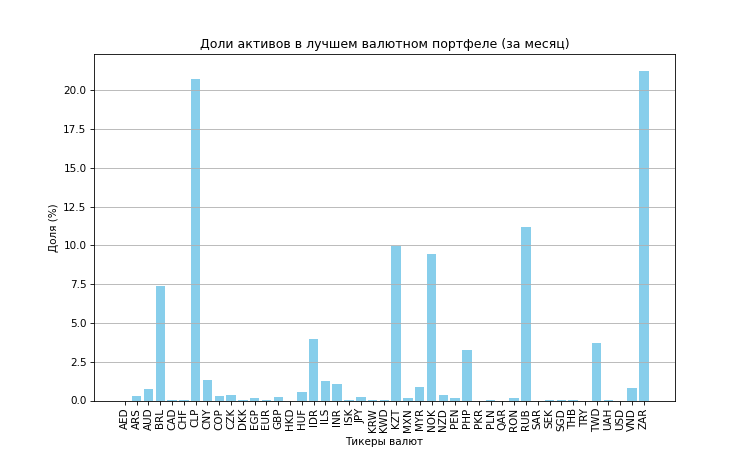 Доли активов в лучшем валютном портфеле (за месяц)
Доля (%)
20.0
17.5
15.0
12.5
10.0
7.5
5.0
2.5
0.0
AED ARS AUD BRL CAD CHF CLP CNY COP CZK DKK EGP EUR GBP HKD HUF IDR ILS INR ISK JPY KRW KWD KZT MXN MYR NOK NZD PEN PHP PKR PLN QAR RON RUB SAR SEK SGD THB TRY TWD UAH USD VND ZAR
Тикеры валют